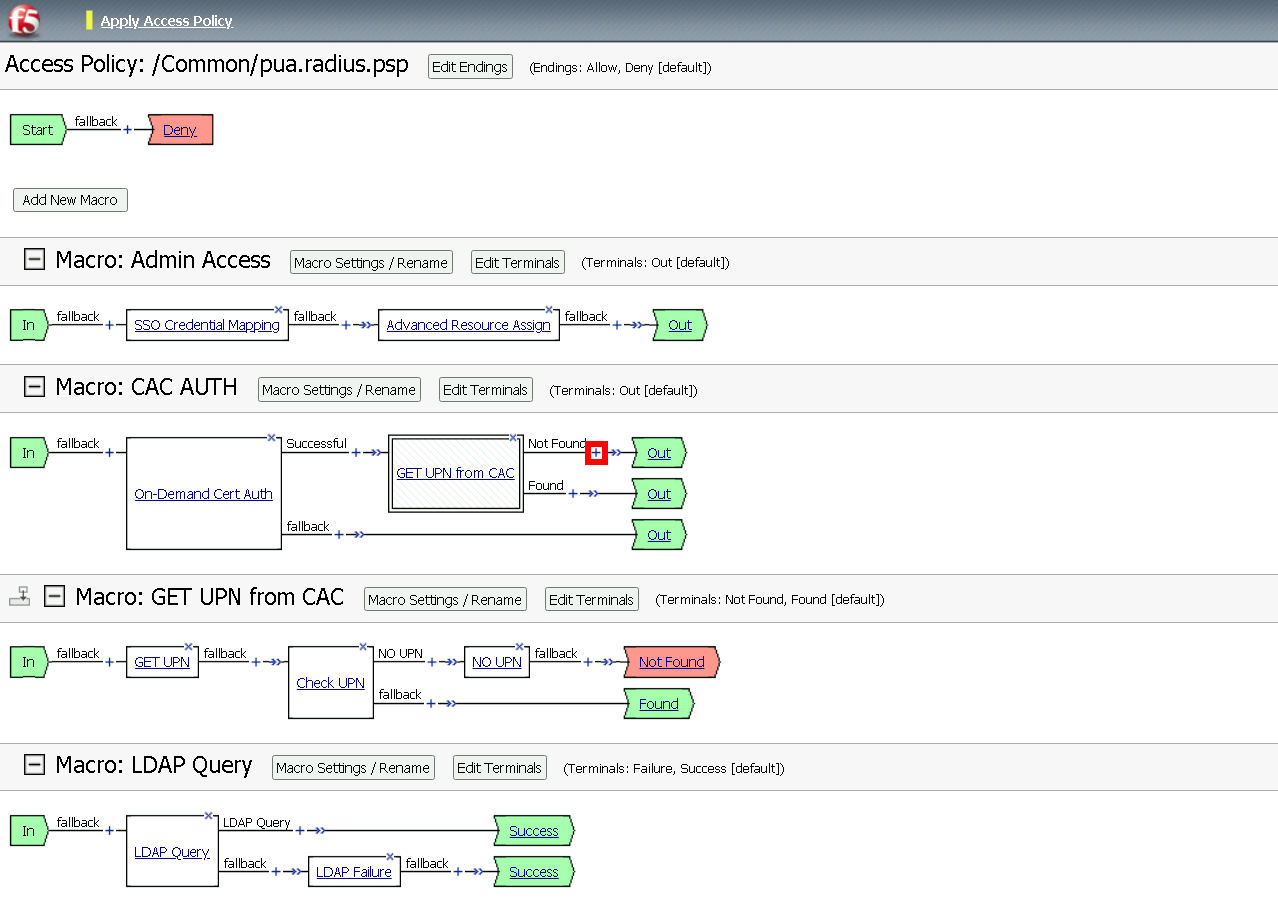 f5 Apply Access Policy
Access Policy: /Common/pua.radius.psp Edit Endings (Endings: Allow, Deny [default])
Start fallback + Deny
Add New Macro
Macro: Admin Access Macro Settings / Rename Edit Terminals (Terminals: Out [default])
In fallback + SSO Credential Mapping fallback + Advanced Resource Assign fallback + Out
Macro: CAC AUTH Macro Settings / Rename Edit Terminals (Terminals: Out [default])
In fallback + On-Demand Cert Auth Successful + GET UPN from CAC Not Found + Out
Found + Out
fallback + Out
Macro: GET UPN from CAC Macro Settings / Rename Edit Terminals (Terminals: Not Found, Found [default])
In fallback + GET UPN fallback + Check UPN NO UPN + NO UPN fallback + Not Found
fallback + Found
Macro: LDAP Query Macro Settings / Rename Edit Terminals (Terminals: Failure, Success [default])
In fallback + LDAP Query LDAP Query + Success
fallback + LDAP Failure fallback + Success